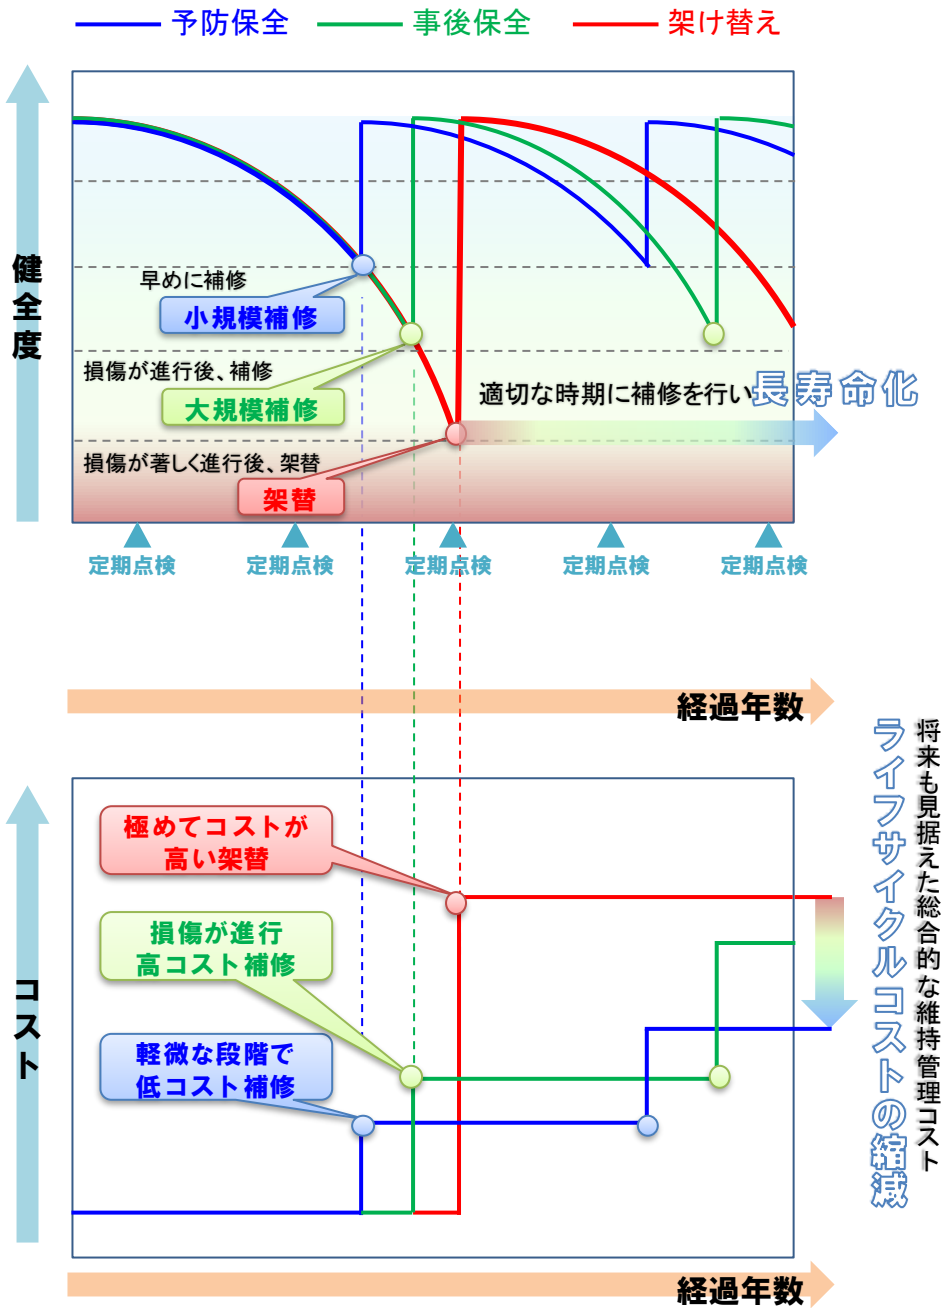 予防保全 事後保全 架け替え
健全度
早めに補修
小規模補修
損傷が進行後、補修
大規模補修
適切な時期に補修を行い長寿命化
損傷が著しく進行後、架替
架替
定期点検 定期点検 定期点検 定期点検 定期点検
経過年数
コスト
極めてコストが
高い架替
損傷が進行
高コスト補修
軽微な段階で
低コスト補修
将来も見据えた総合的な維持管理コスト
ライフサイクルコストの縮減
経過年数